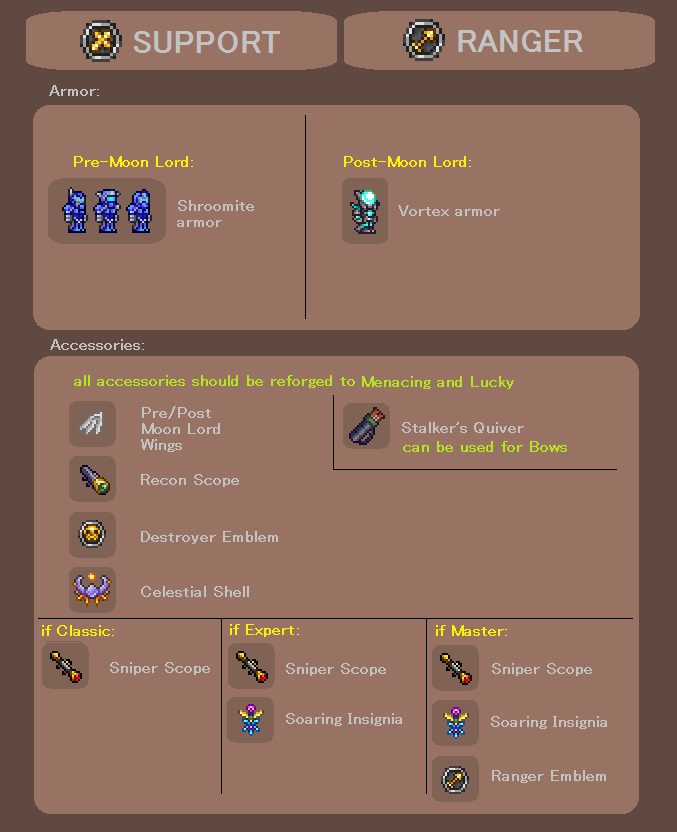 SUPPORT
RANGER
Armor:
Pre-Moon Lord:
Shroomite
armor
Post-Moon Lord:
Vortex armor
Accessories:
all accessories should be reforged to Menacing and Lucky
Pre/Post
Moon Lord
Wings
Recon Scope
Destroyer Emblem
Celestial Shell
Stalker's Quiver
can be used for Bows
if Classic:
Sniper Scope
if Expert:
Sniper Scope
Soaring Insignia
if Master:
Sniper Scope
Soaring Insignia
Ranger Emblem